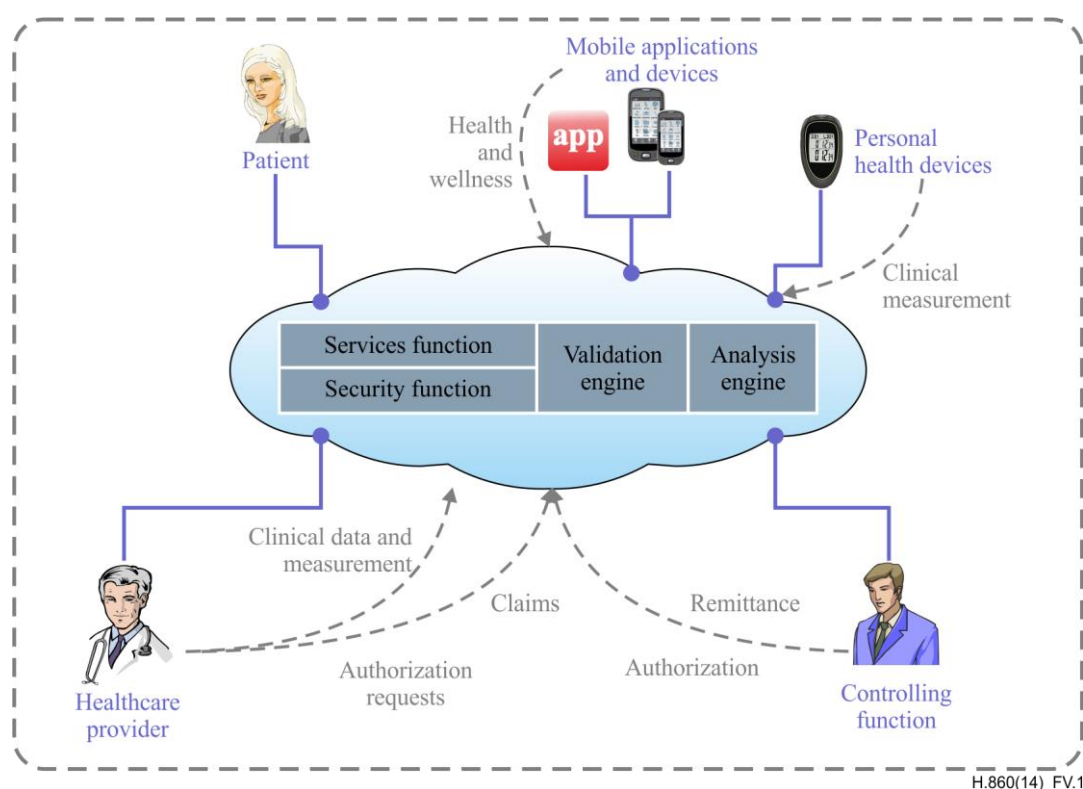 Mobile applications
and devices
Health
and
wellness
app
Patient
Personal
health devices
Clinical
measurement
Services function
Security function
Validation
engine
Analysis
engine
Clinical data and
measurement
Claims
Remittance
Authorization
requests
Authorization
Healthcare
provider
Controlling
function
H.860(14)_FV.1